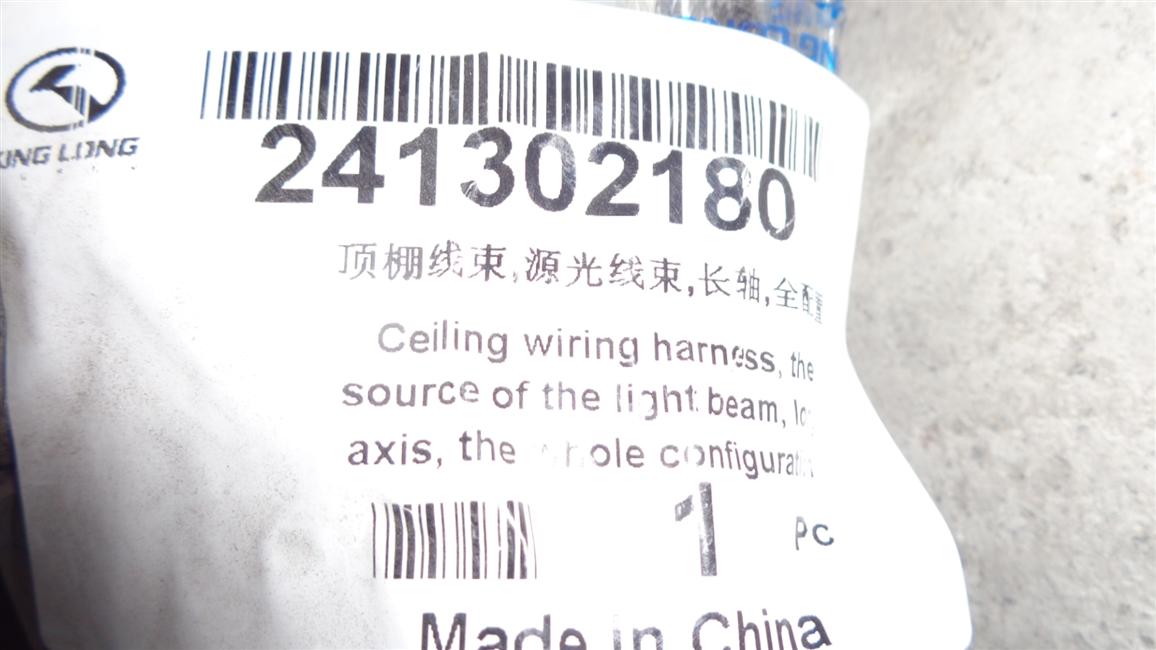 KING LONG
241302180
顶棚线束,源光线束,长轴,全配置
Ceiling wiring harness, the
source of the light beam,
axis, the whole
1 PC
Made in China